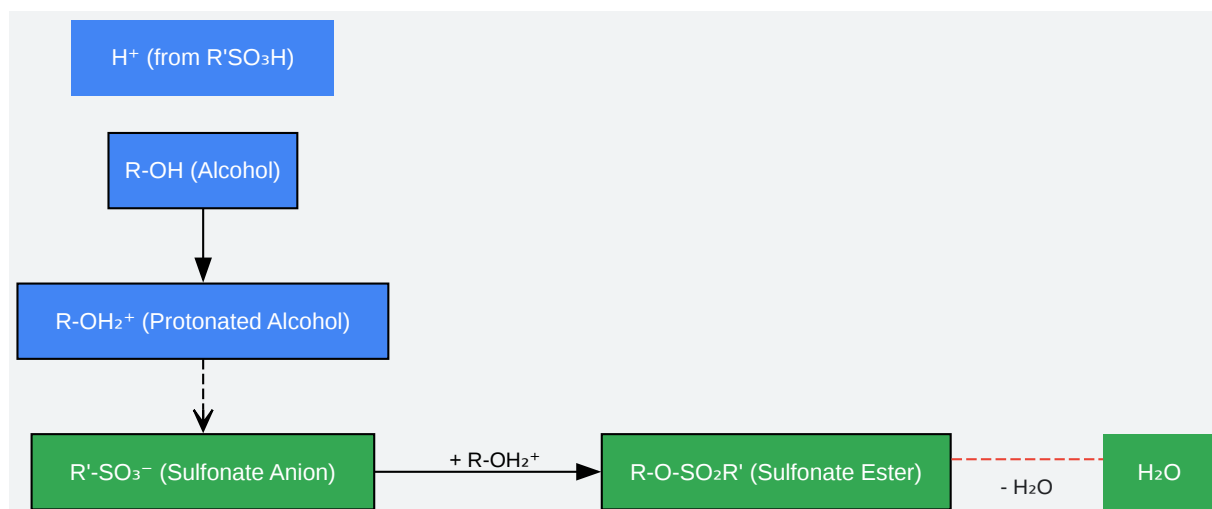 H⁺ (from R'SO₃H)
R-OH (Alcohol)
R-OH₂⁺ (Protonated Alcohol)
R'-SO₃⁻ (Sulfonate Anion)
+ R-OH₂⁺
R-O-SO₂R' (Sulfonate Ester)
- H₂O
H₂O